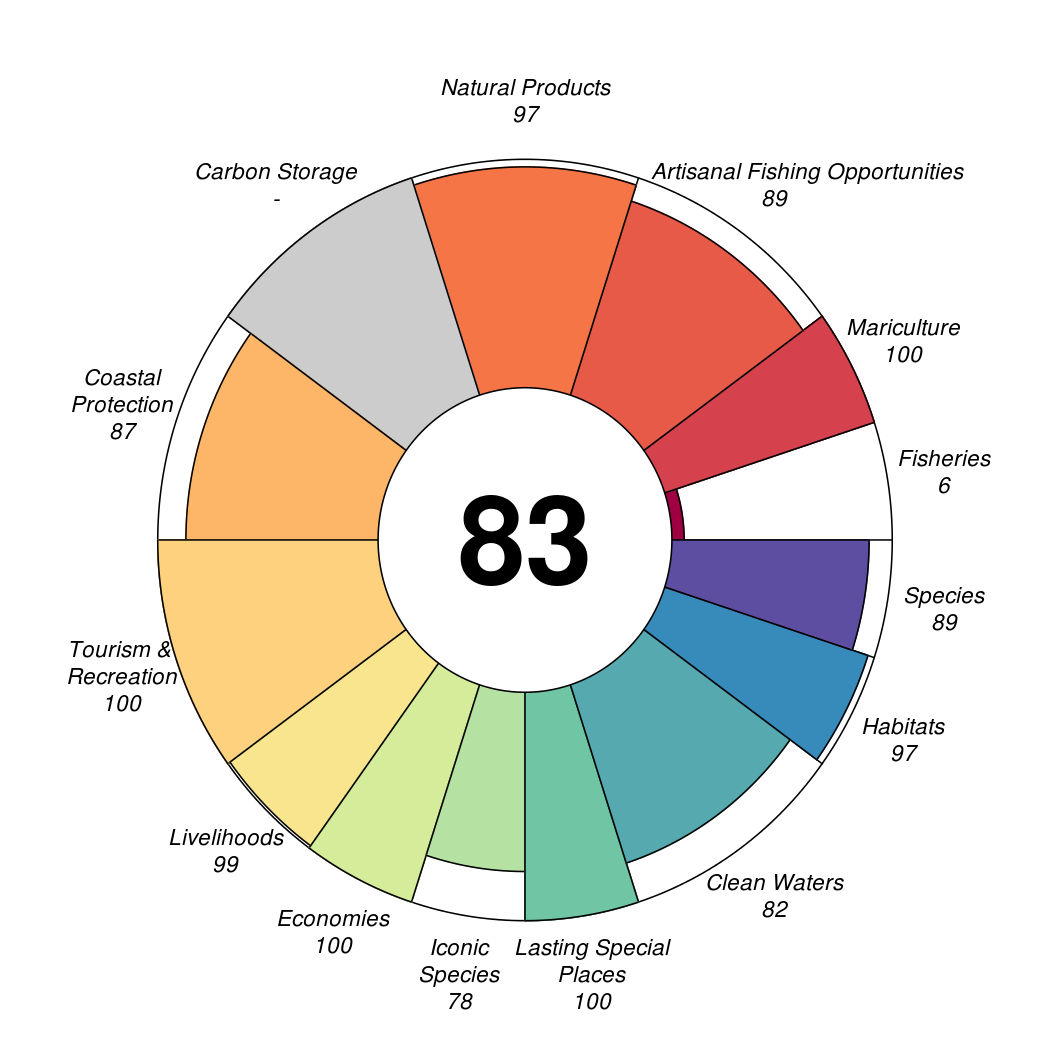 Natural Products
97
Carbon Storage
-
Artisanal Fishing Opportunities
89
Mariculture
100
Coastal
Protection
87
Fisheries
6
83
Species
89
Tourism &
Recreation
100
Habitats
97
Livelihoods
99
Clean Waters
82
Economies
100
Iconic
Species
78
Lasting Special
Places
100